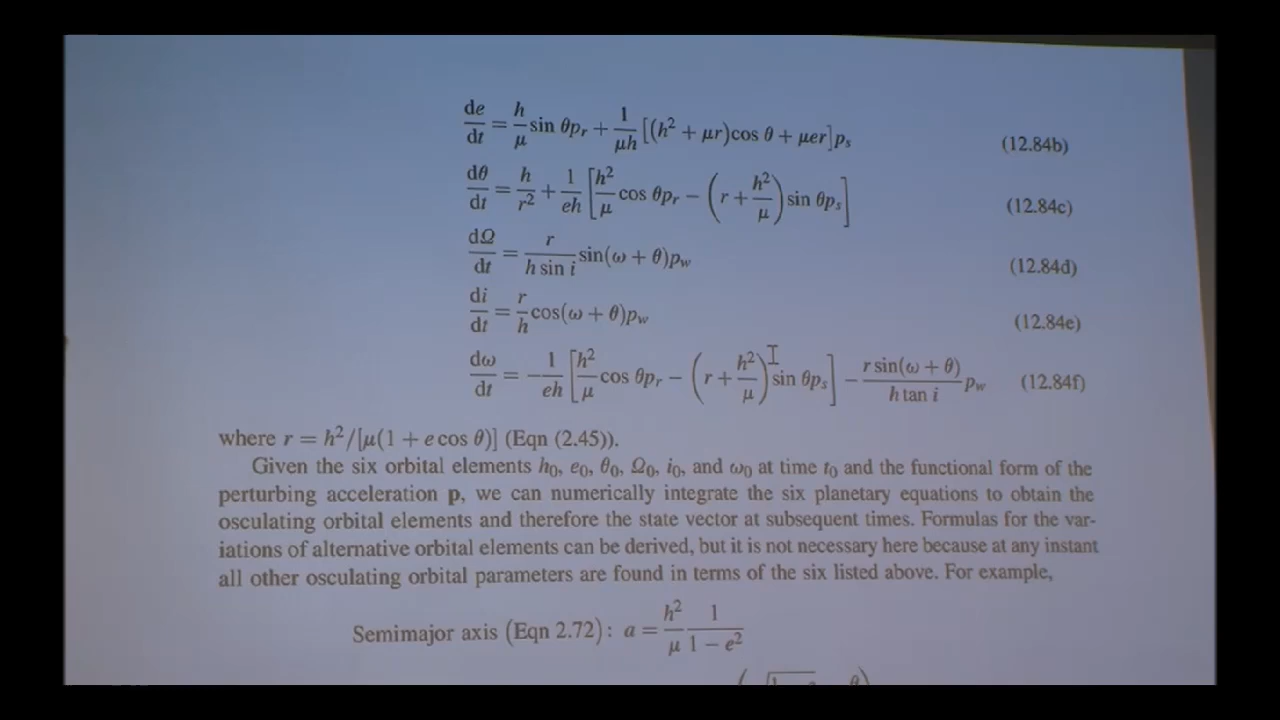 de/dt = h/μ sin θp_r + 1/μh [(h² + μr)cos θ + μer]p_s (12.84b)
dθ/dt = h/r² + 1/eh [h²/μ cos θp_r − (r + h²/μ) sin θp_s] (12.84c)
dΩ/dt = r/(h sin i) sin(ω + θ)p_w (12.84d)
di/dt = r/h cos(ω + θ)p_w (12.84e)
dω/dt = −1/eh [h²/μ cos θp_r − (r + h²/μ) sin θp_s] − r sin(ω + θ)/(h tan i) p_w (12.84f)
where r = h²/[μ(1 + e cos θ)] (Eqn (2.45)).
Given the six orbital elements h₀, e₀, θ₀, Ω₀, i₀, and ω₀ at time t₀ and the functional form of the
perturbing acceleration p, we can numerically integrate the six planetary equations to obtain the
osculating orbital elements and therefore the state vector at subsequent times. Formulas for the var-
iations of alternative orbital elements can be derived, but it is not necessary here because at any instant
all other osculating orbital parameters are found in terms of the six listed above. For example,
Semimajor axis (Eqn 2.72): a = h²/μ 1/(1 − e²)